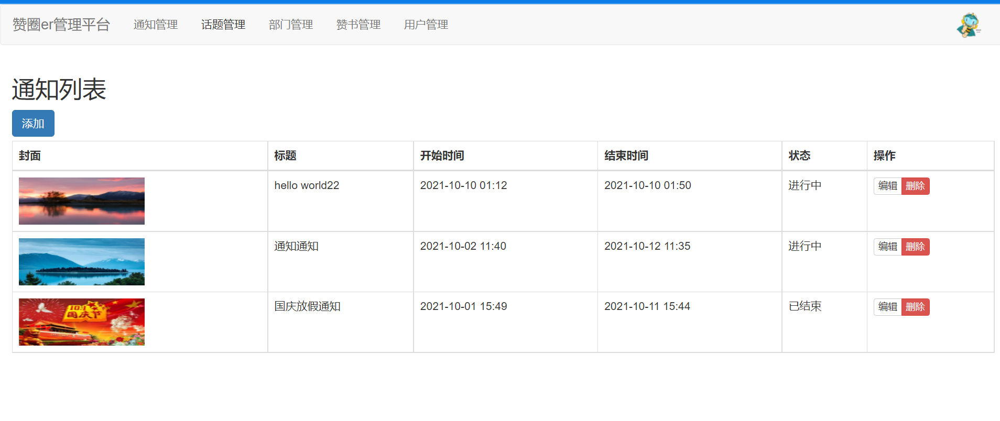 赞圈er管理平台 通知管理 话题管理 部门管理 赞书管理 用户管理
通知列表
添加
封面 标题 开始时间 结束时间 状态 操作
hello world22 2021-10-10 01:12 2021-10-10 01:50 进行中 编辑 删除
通知通知 2021-10-02 11:40 2021-10-12 11:35 进行中 编辑 删除
10.1
国庆节
国庆放假通知 2021-10-01 15:49 2021-10-11 15:44 已结束 编辑 删除